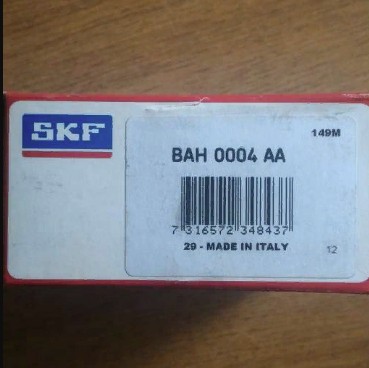 SKF
149M
BAH 0004 AA
7 316572 348437
29 - MADE IN ITALY
12